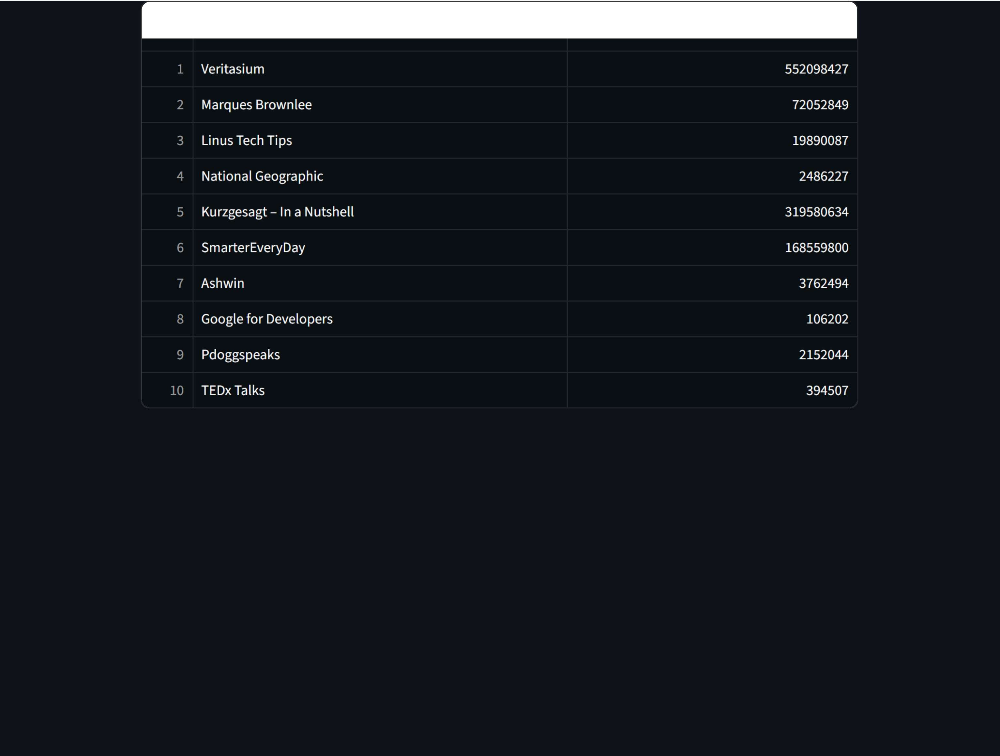 1 Veritasium 552098427
2 Marques Brownlee 72052849
3 Linus Tech Tips 19890087
4 National Geographic 2486227
5 Kurzgesagt – In a Nutshell 319580634
6 SmarterEveryDay 168559800
7 Ashwin 3762494
8 Google for Developers 106202
9 Pdoggspeaks 2152044
10 TEDx Talks 394507